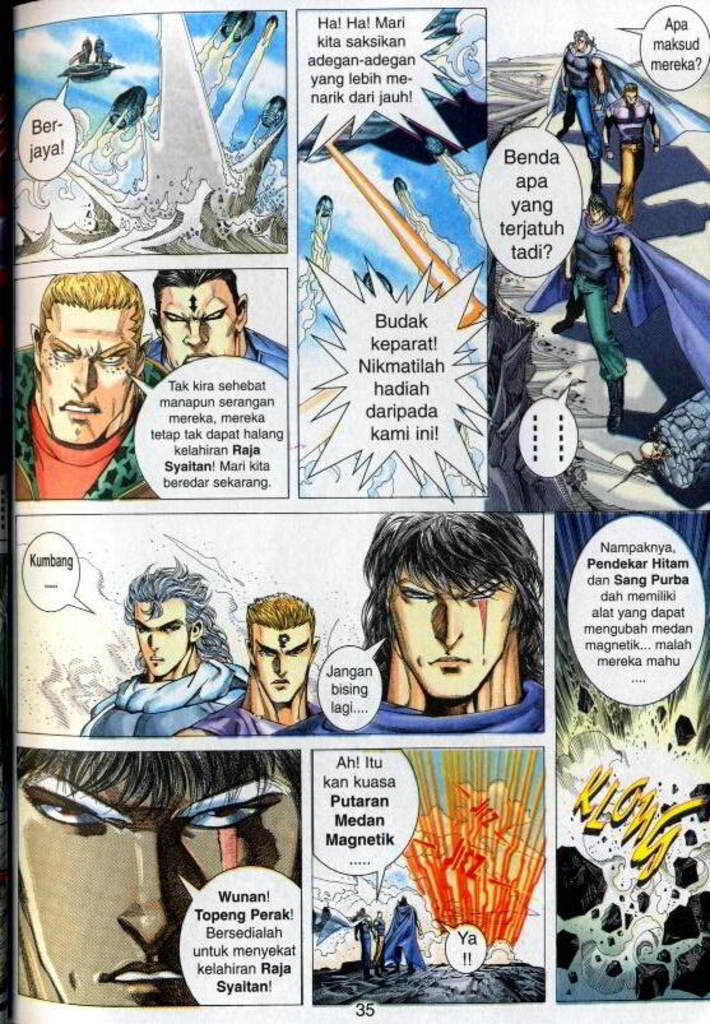 Ber-
jaya!
Ha! Ha! Mari
kita saksikan
adegan-adegan
yang lebih me-
narik dari jauh!
Budak
keparat!
Nikmatilah
hadiah
daripada
kami ini!
Apa
maksud
mereka?
Benda
apa
yang
terjatuh
tadi?
Tak kira sehebat
manapun serangan
mereka, mereka
tetap tak dapat halang
kelahiran Raja
Syaitan! Mari kita
beredar sekarang.
Kumbang
.....
Jangan
bising
lagi....
Nampaknya,
Pendekar Hitam
dan Sang Purba
dah memiliki
alat yang dapat
mengubah medan
magnetik... malah
mereka mahu
....
KLONG
Wunan!
Topeng Perak!
Bersedialah
untuk menyekat
kelahiran Raja
Syaitan!
Ah! Itu
kan kuasa
Putaran
Medan
Magnetik
.....
JIZ
JIZ
Ya
!!
35